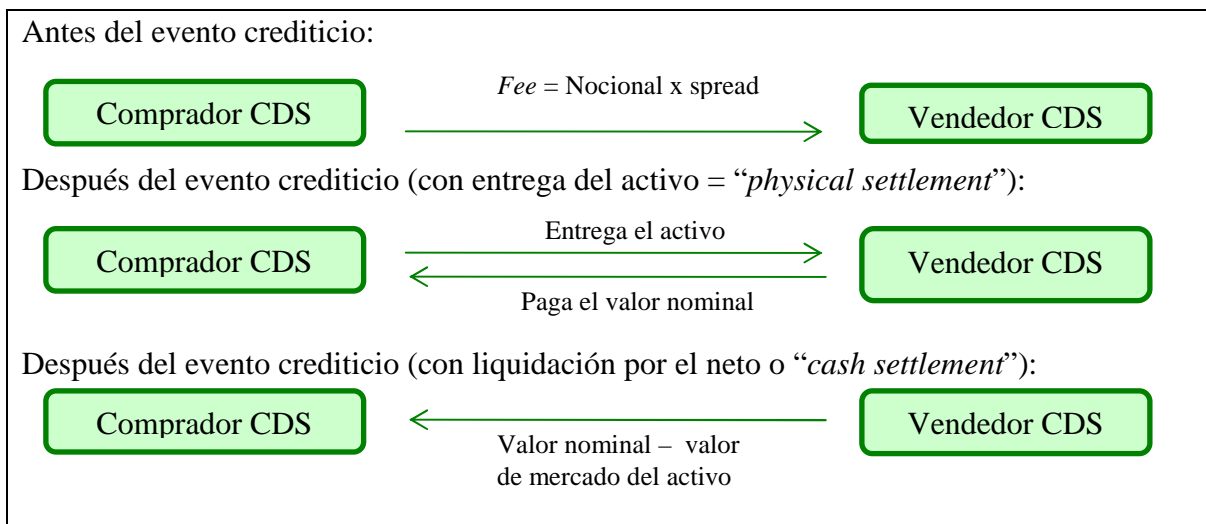 Antes del evento crediticio:
Fee = Nocional x spread
Comprador CDS
Vendedor CDS
Después del evento crediticio (con entrega del activo = “physical settlement”):
Entrega el activo
Comprador CDS
Vendedor CDS
Paga el valor nominal
Después del evento crediticio (con liquidación por el neto o “cash settlement”):
Comprador CDS
Vendedor CDS
Valor nominal – valor
de mercado del activo